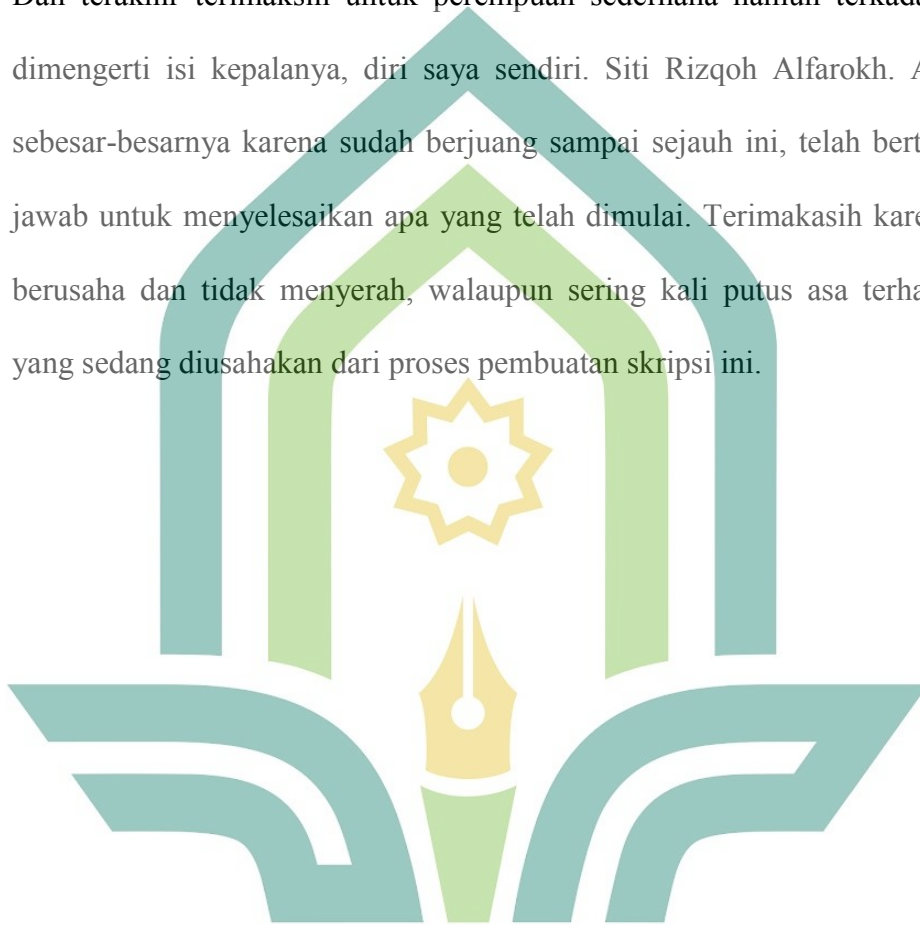 Dan terakhir terimaksih untuk perempuan sederhana namun
dimengerti isi kepalanya, diri saya sendiri. Siti Rizqoh Alfarokh.
sebesar-besarnya karena sudah berjuang sampai sejauh ini, telah
jawab untuk menyelesaikan apa yang telah dimulai. Terimakasih
berusaha dan tidak menyerah, walaupun sering kali putus asa
yang sedang diusahakan dari proses pembuatan skripsi ini.